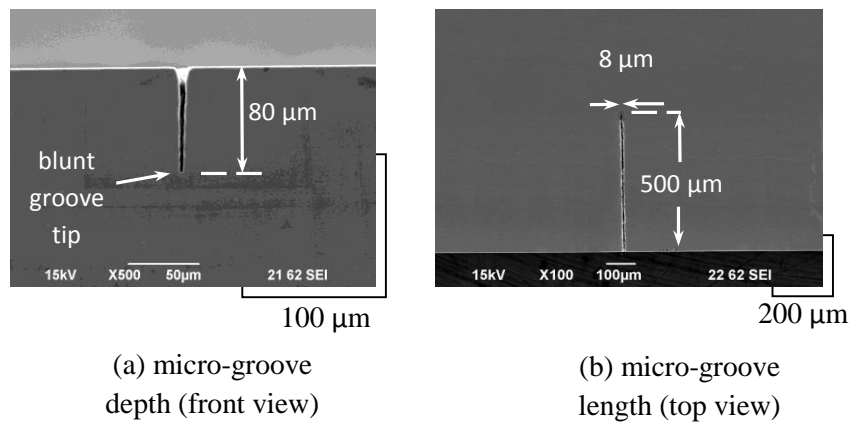 80 µm
blunt
groove
tip
15kV X500 50µm 21 62 SEI
100 µm
(a) micro-groove
depth (front view)
8 µm
500 µm
15kV X100 100µm 22 62 SEI
200 µm
(b) micro-groove
length (top view)